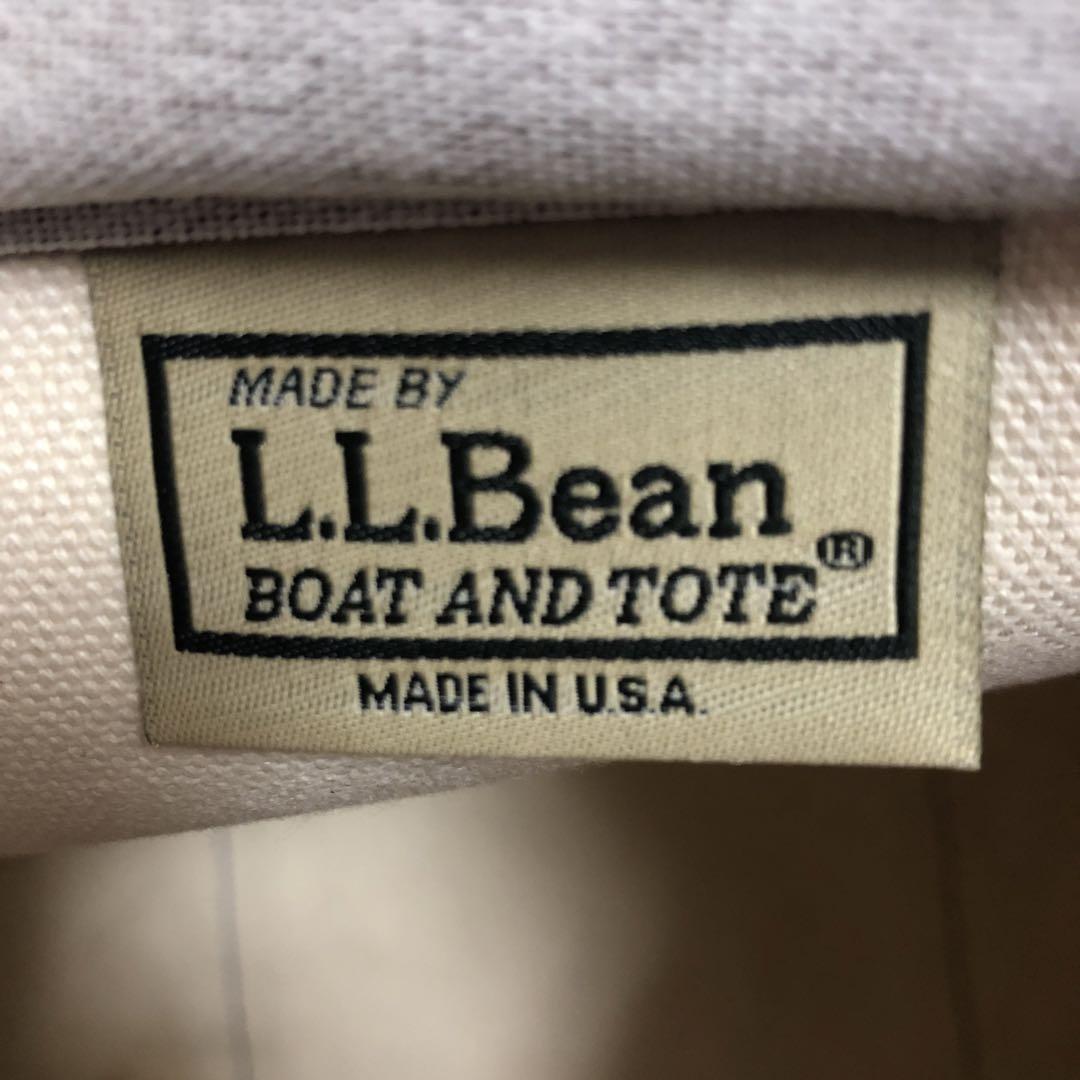 MADE BY
L.L.Bean
BOAT AND TOTE®
MADE IN U.S.A.